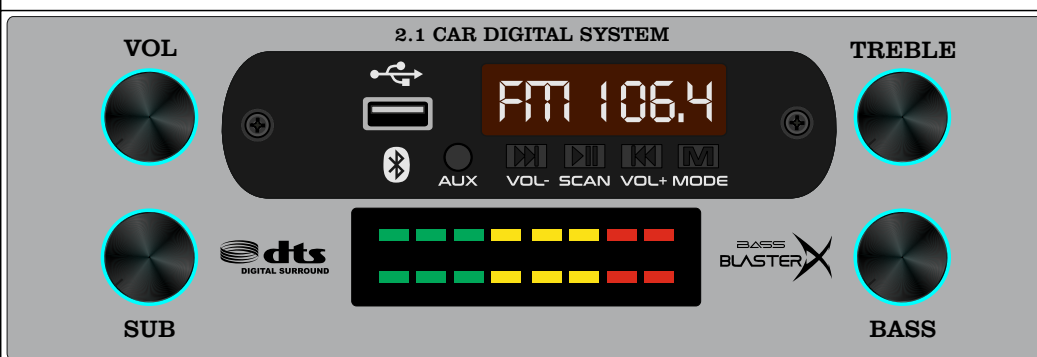 2.1 CAR DIGITAL SYSTEM
VOL
TREBLE
FM 106.4
M
AUX VOL- SCAN VOL+ MODE
dts
DIGITAL SURROUND
BASS
BLASTERX
SUB
BASS